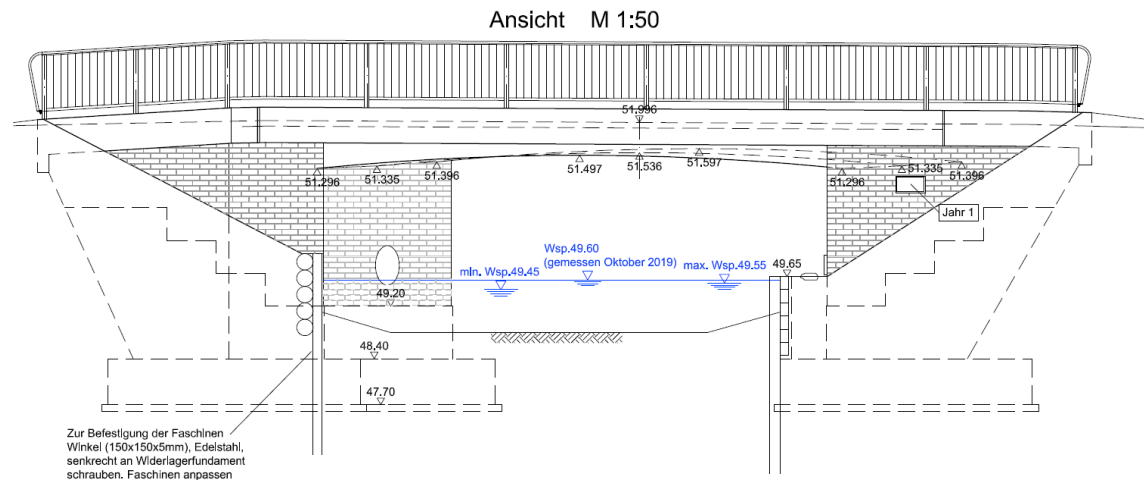 Ansicht M 1:50
51.996
51.296
51.335
51.396
51.497
51.536
51.597
51.296
51.335
51.396
Jahr 1
Wsp.49.60
(gemessen Oktober 2019)
min. Wsp.49.45
max. Wsp.49.55
49.65
49.20
48.40
47.70
Zur Befestigung der Faschinen
Winkel (150x150x5mm), Edelstahl,
senkrecht an Widerlagerfundament
schrauben. Faschinen anpassen